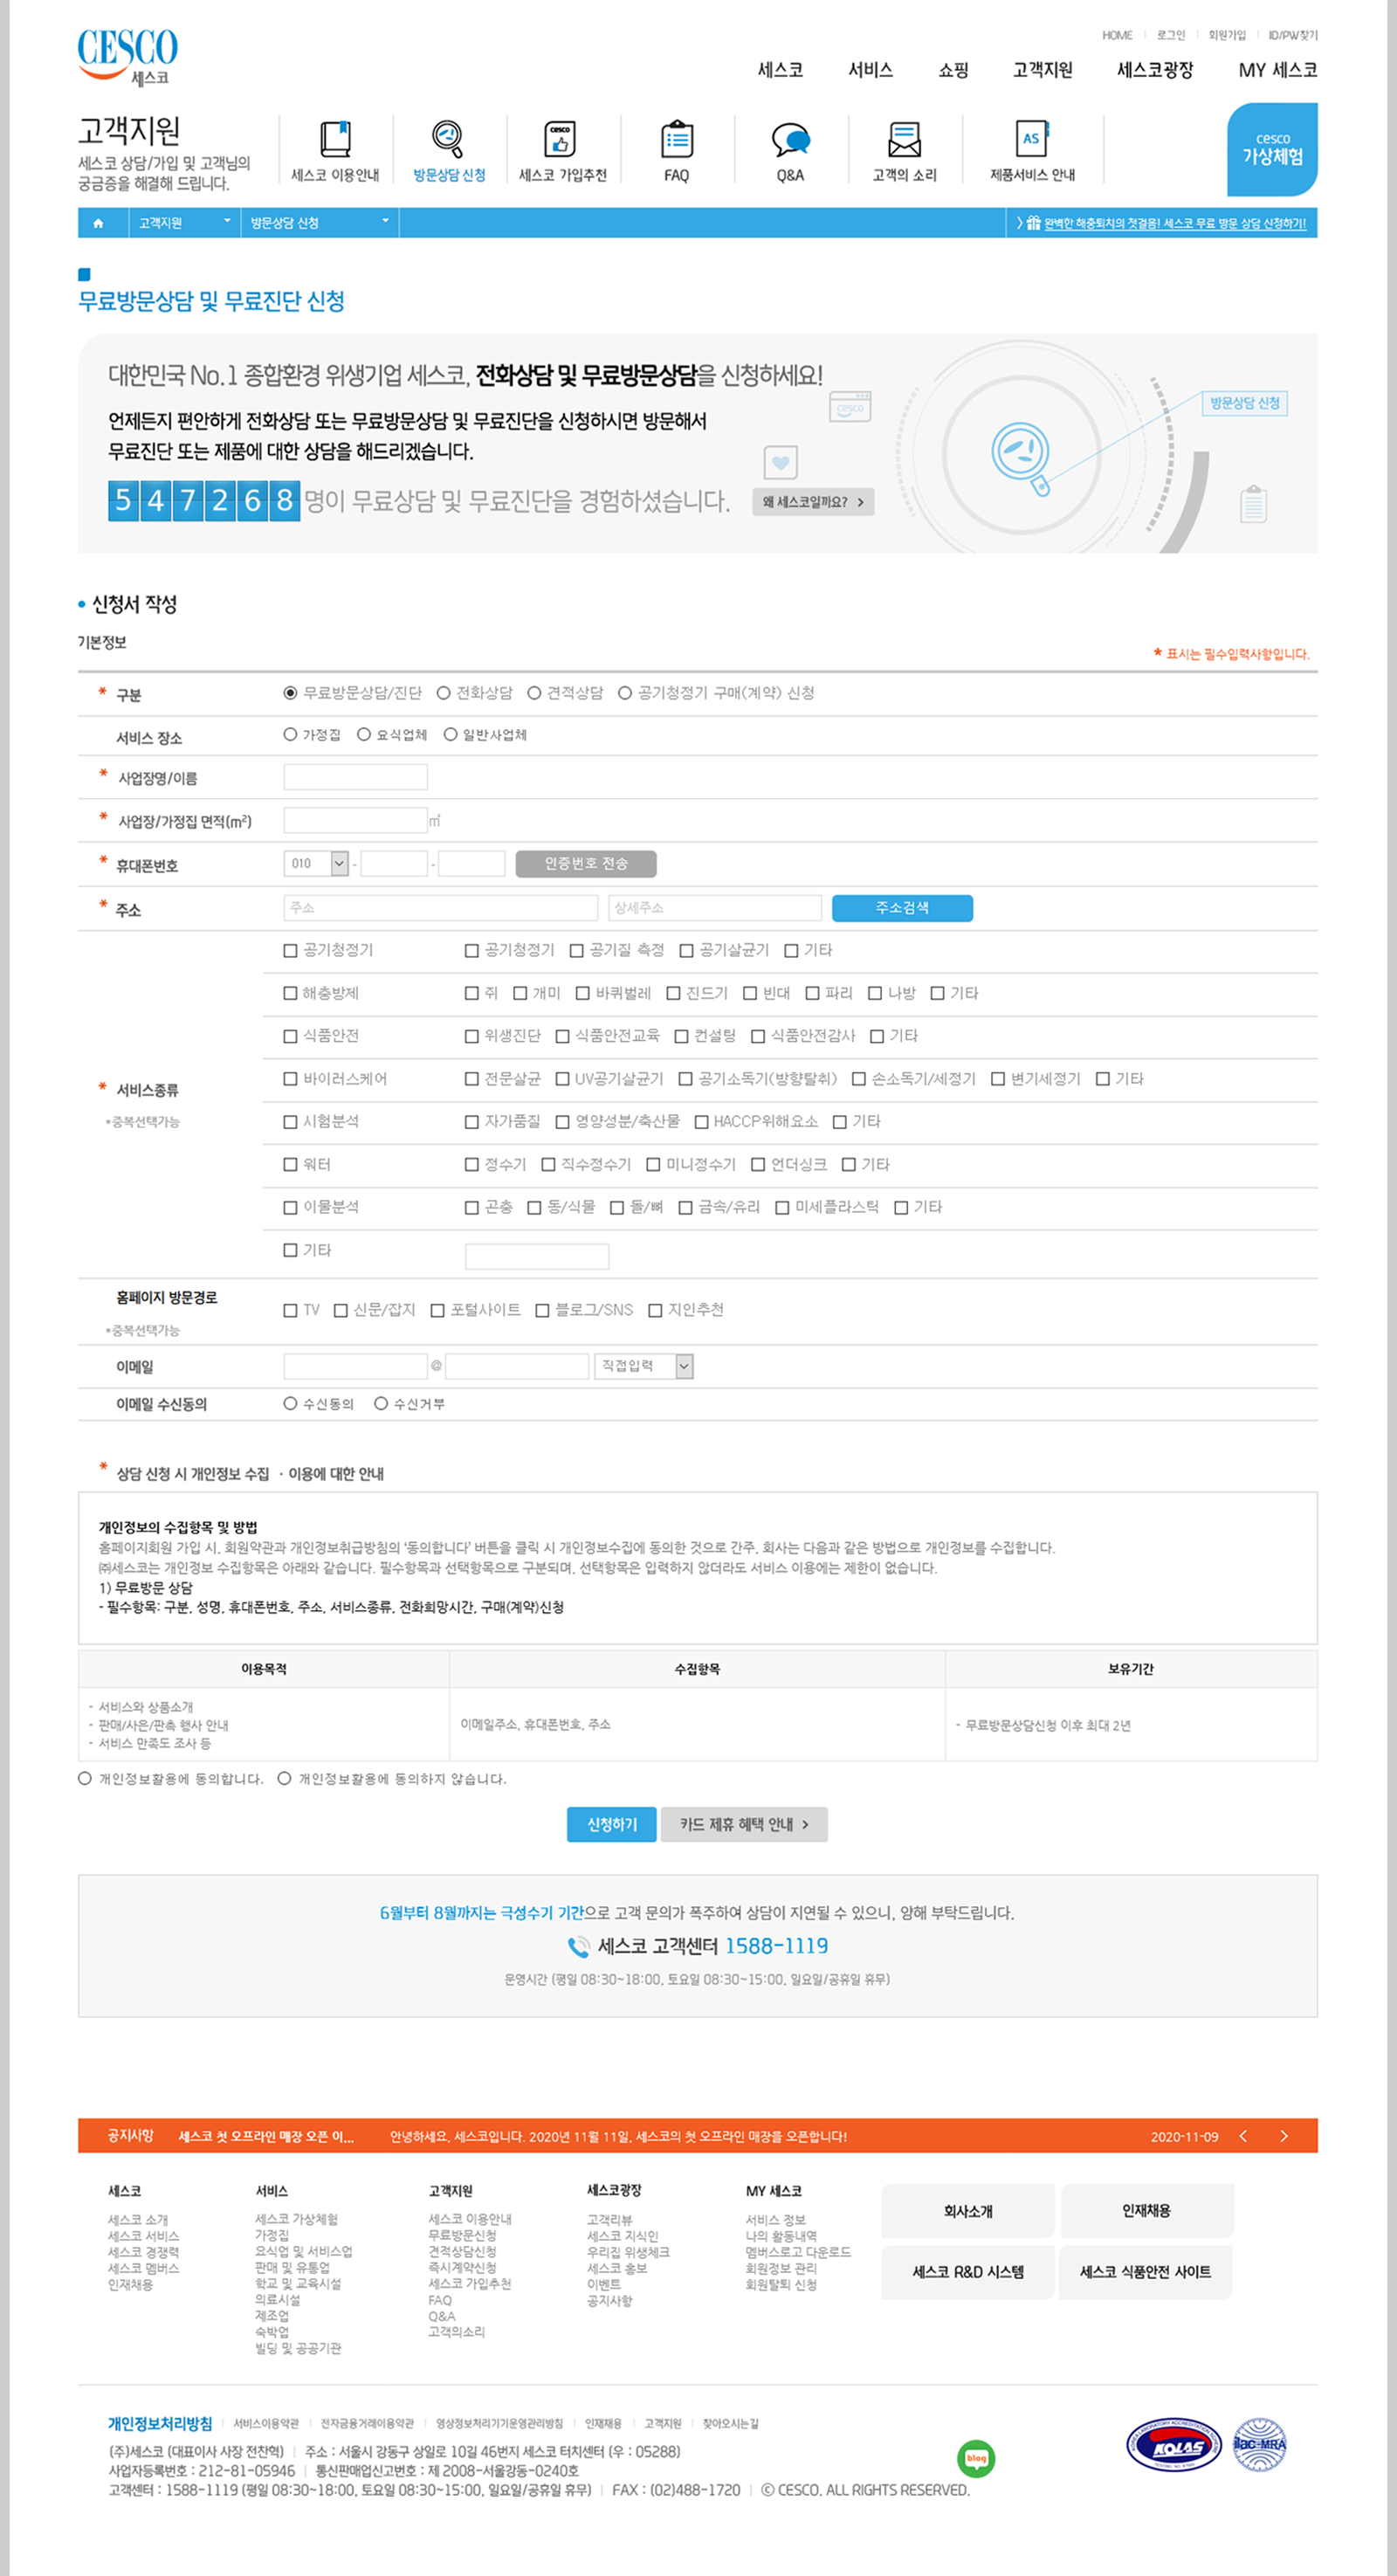 CESCO
세스코
HOME 로그인 회원가입 ID/PW찾기
세스코 서비스 쇼핑 고객지원 세스코광장 MY 세스코
고객지원
세스코 상담/가입 및 고객님의
궁금증을 해결해 드립니다.
세스코 이용안내
방문상담 신청
cesco
세스코 가입추천
FAQ
Q&A
고객의 소리
AS
제품서비스 안내
cesco
가상체험
고객지원 방문상담 신청 완벽한 해충퇴치의 첫걸음! 세스코 무료 방문 상담 신청하기!
무료방문상담 및 무료진단 신청
대한민국 No.1 종합환경 위생기업 세스코, 전화상담 및 무료방문상담을 신청하세요!
언제든지 편안하게 전화상담 또는 무료방문상담 및 무료진단을 신청하시면 방문해서
무료진단 또는 제품에 대한 상담을 해드리겠습니다.
547268명이 무료상담 및 무료진단을 경험하셨습니다.
왜 세스코일까요? >
cesco
방문상담 신청
• 신청서 작성
기본정보
* 표시는 필수입력사항입니다.
* 구분 무료방문상담/진단 전화상담 견적상담 공기청정기 구매(계약) 신청
서비스 장소 가정집 요식업체 일반사업체
* 사업장명/이름
* 사업장/가정집 면적(m²) ㎡
* 휴대폰번호 010 - - 인증번호 전송
* 주소 주소 상세주소 주소검색
* 서비스종류
*중복선택가능
공기청정기 공기청정기 공기질 측정 공기살균기 기타
해충방제 쥐 개미 바퀴벌레 진드기 빈대 파리 나방 기타
식품안전 위생진단 식품안전교육 컨설팅 식품안전감사 기타
바이러스케어 전문살균 UV공기살균기 공기소독기(방향탈취) 손소독기/세정기 변기세정기 기타
시험분석 자가품질 영양성분/축산물 HACCP위해요소 기타
워터 정수기 직수정수기 미니정수기 언더싱크 기타
이물분석 곤충 동/식물 돌/뼈 금속/유리 미세플라스틱 기타
기타
홈페이지 방문경로
*중복선택가능
TV 신문/잡지 포털사이트 블로그/SNS 지인추천
이메일 @ 직접입력
이메일 수신동의 수신동의 수신거부
* 상담 신청 시 개인정보 수집 · 이용에 대한 안내
개인정보의 수집항목 및 방법
홈페이지회원 가입 시, 회원약관과 개인정보취급방침의 '동의합니다' 버튼을 클릭 시 개인정보수집에 동의한 것으로 간주, 회사는 다음과 같은 방법으로 개인정보를 수집합니다.
㈜세스코는 개인정보 수집항목은 아래와 같습니다. 필수항목과 선택항목으로 구분되며, 선택항목은 입력하지 않더라도 서비스 이용에는 제한이 없습니다.
1) 무료방문 상담
- 필수항목: 구분, 성명, 휴대폰번호, 주소, 서비스종류, 전화희망시간, 구매(계약)신청
이용목적 수집항목 보유기간
- 서비스와 상품소개
- 판매/사은/판촉 행사 안내
- 서비스 만족도 조사 등
이메일주소, 휴대폰번호, 주소
- 무료방문상담신청 이후 최대 2년
개인정보활용에 동의합니다. 개인정보활용에 동의하지 않습니다.
신청하기 카드 제휴 혜택 안내 >
6월부터 8월까지는 극성수기 기간으로 고객 문의가 폭주하여 상담이 지연될 수 있으니, 양해 부탁드립니다.
세스코 고객센터 1588-1119
운영시간 (평일 08:30~18:00, 토요일 08:30~15:00, 일요일/공휴일 휴무)
공지사항 세스코 첫 오프라인 매장 오픈 이... 안녕하세요, 세스코입니다. 2020년 11월 11일, 세스코의 첫 오프라인 매장을 오픈합니다! 2020-11-09
세스코
세스코 소개
세스코 서비스
세스코 경쟁력
세스코 멤버스
인재채용
서비스
세스코 가상체험
가정집
요식업 및 서비스업
판매 및 유통업
학교 및 교육시설
의료시설
제조업
숙박업
빌딩 및 공공기관
고객지원
세스코 이용안내
무료방문신청
견적상담신청
즉시계약신청
세스코 가입추천
FAQ
Q&A
고객의소리
세스코광장
고객리뷰
세스코 지식인
우리집 위생체크
세스코 홍보
이벤트
공지사항
MY 세스코
서비스 정보
나의 활동내역
멤버스로고 다운로드
회원정보 관리
회원탈퇴 신청
회사소개 인재채용
세스코 R&D 시스템 세스코 식품안전 사이트
개인정보처리방침 서비스이용약관 전자금융거래이용약관 영상정보처리기기운영관리방침 인재채용 고객지원 찾아오시는길
(주)세스코 (대표이사 사장 전찬혁) 주소 : 서울시 강동구 상일로 10길 46번지 세스코 터치센터 (우 : 05288)
사업자등록번호 : 212-81-05946 통신판매업신고번호 : 제 2008-서울강동-0240호
고객센터 : 1588-1119 (평일 08:30~18:00, 토요일 08:30~15:00, 일요일/공휴일 휴무) FAX : (02)488-1720 ⓒ CESCO. ALL RIGHTS RESERVED.
blog
KOLAS
ilac-MRA